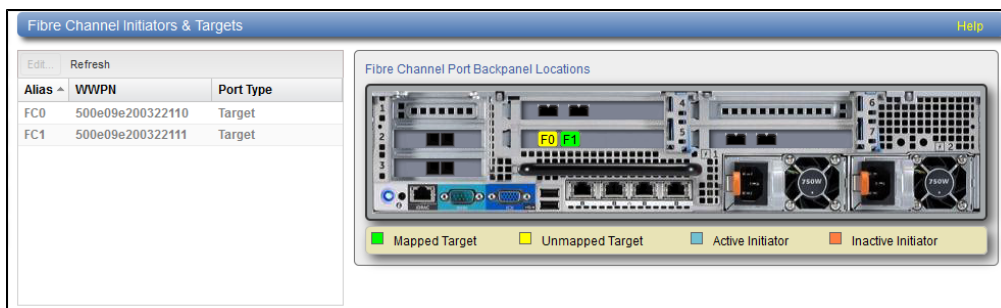 Fibre Channel Initiators & Targets
Help
Edit...
Refresh
Alias
WWPN
Port Type
FC0
500e09e200322110
Target
FC1
500e09e200322111
Target
Fibre Channel Port Backpanel Locations
1
2
3
4
5
6
7
F0
F1
1
2
750W
750W
Mapped Target
Unmapped Target
Active Initiator
Inactive Initiator